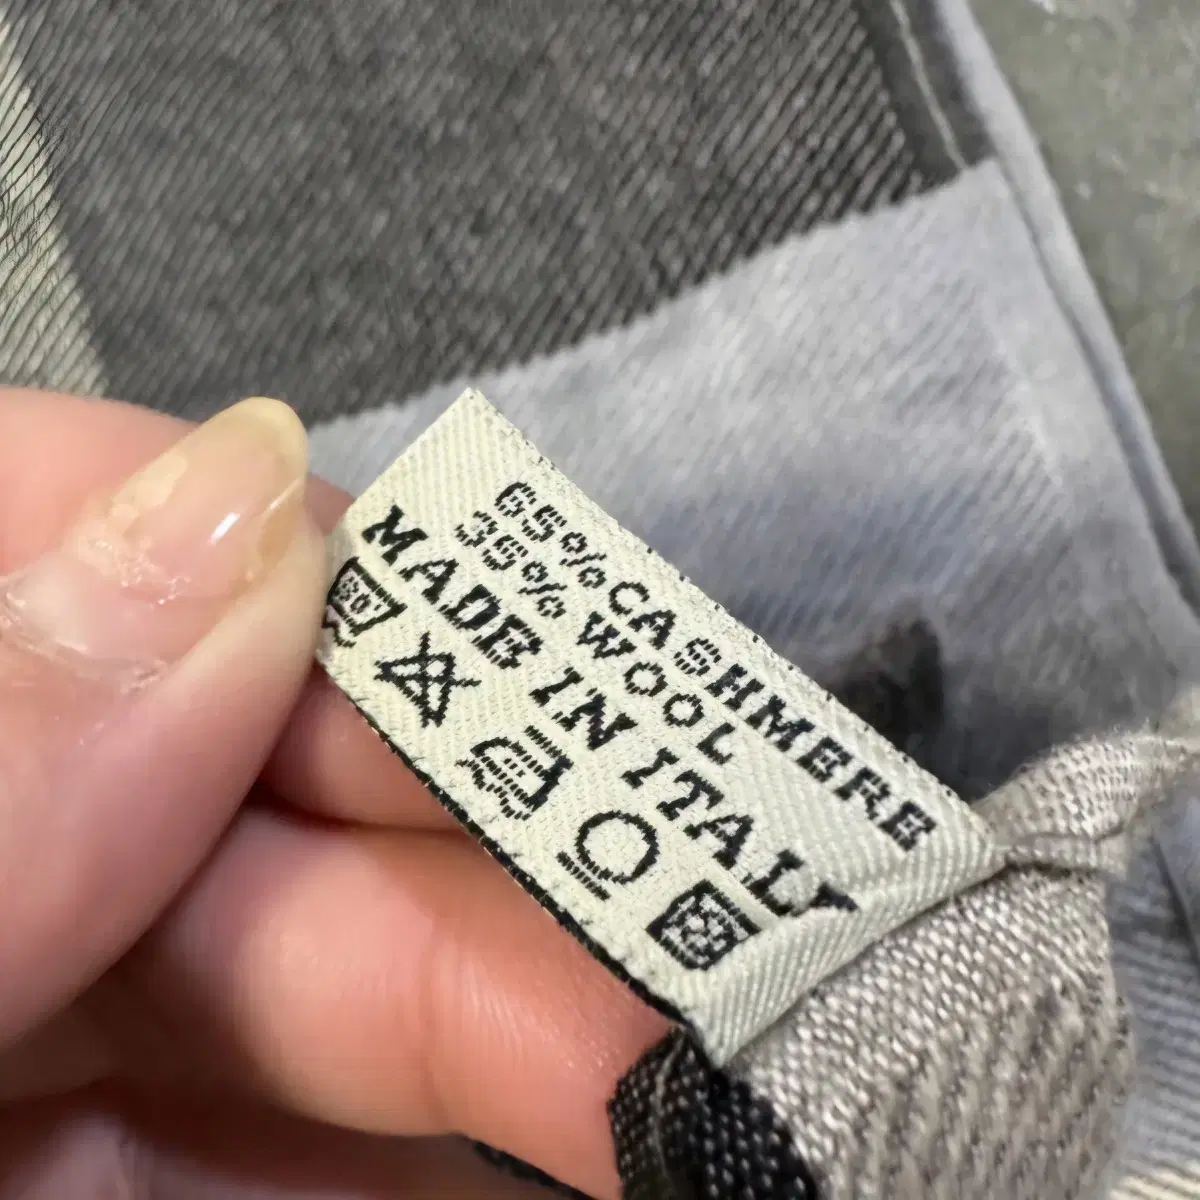 65% CASHMERE
35% WOOL
MADE IN ITALY